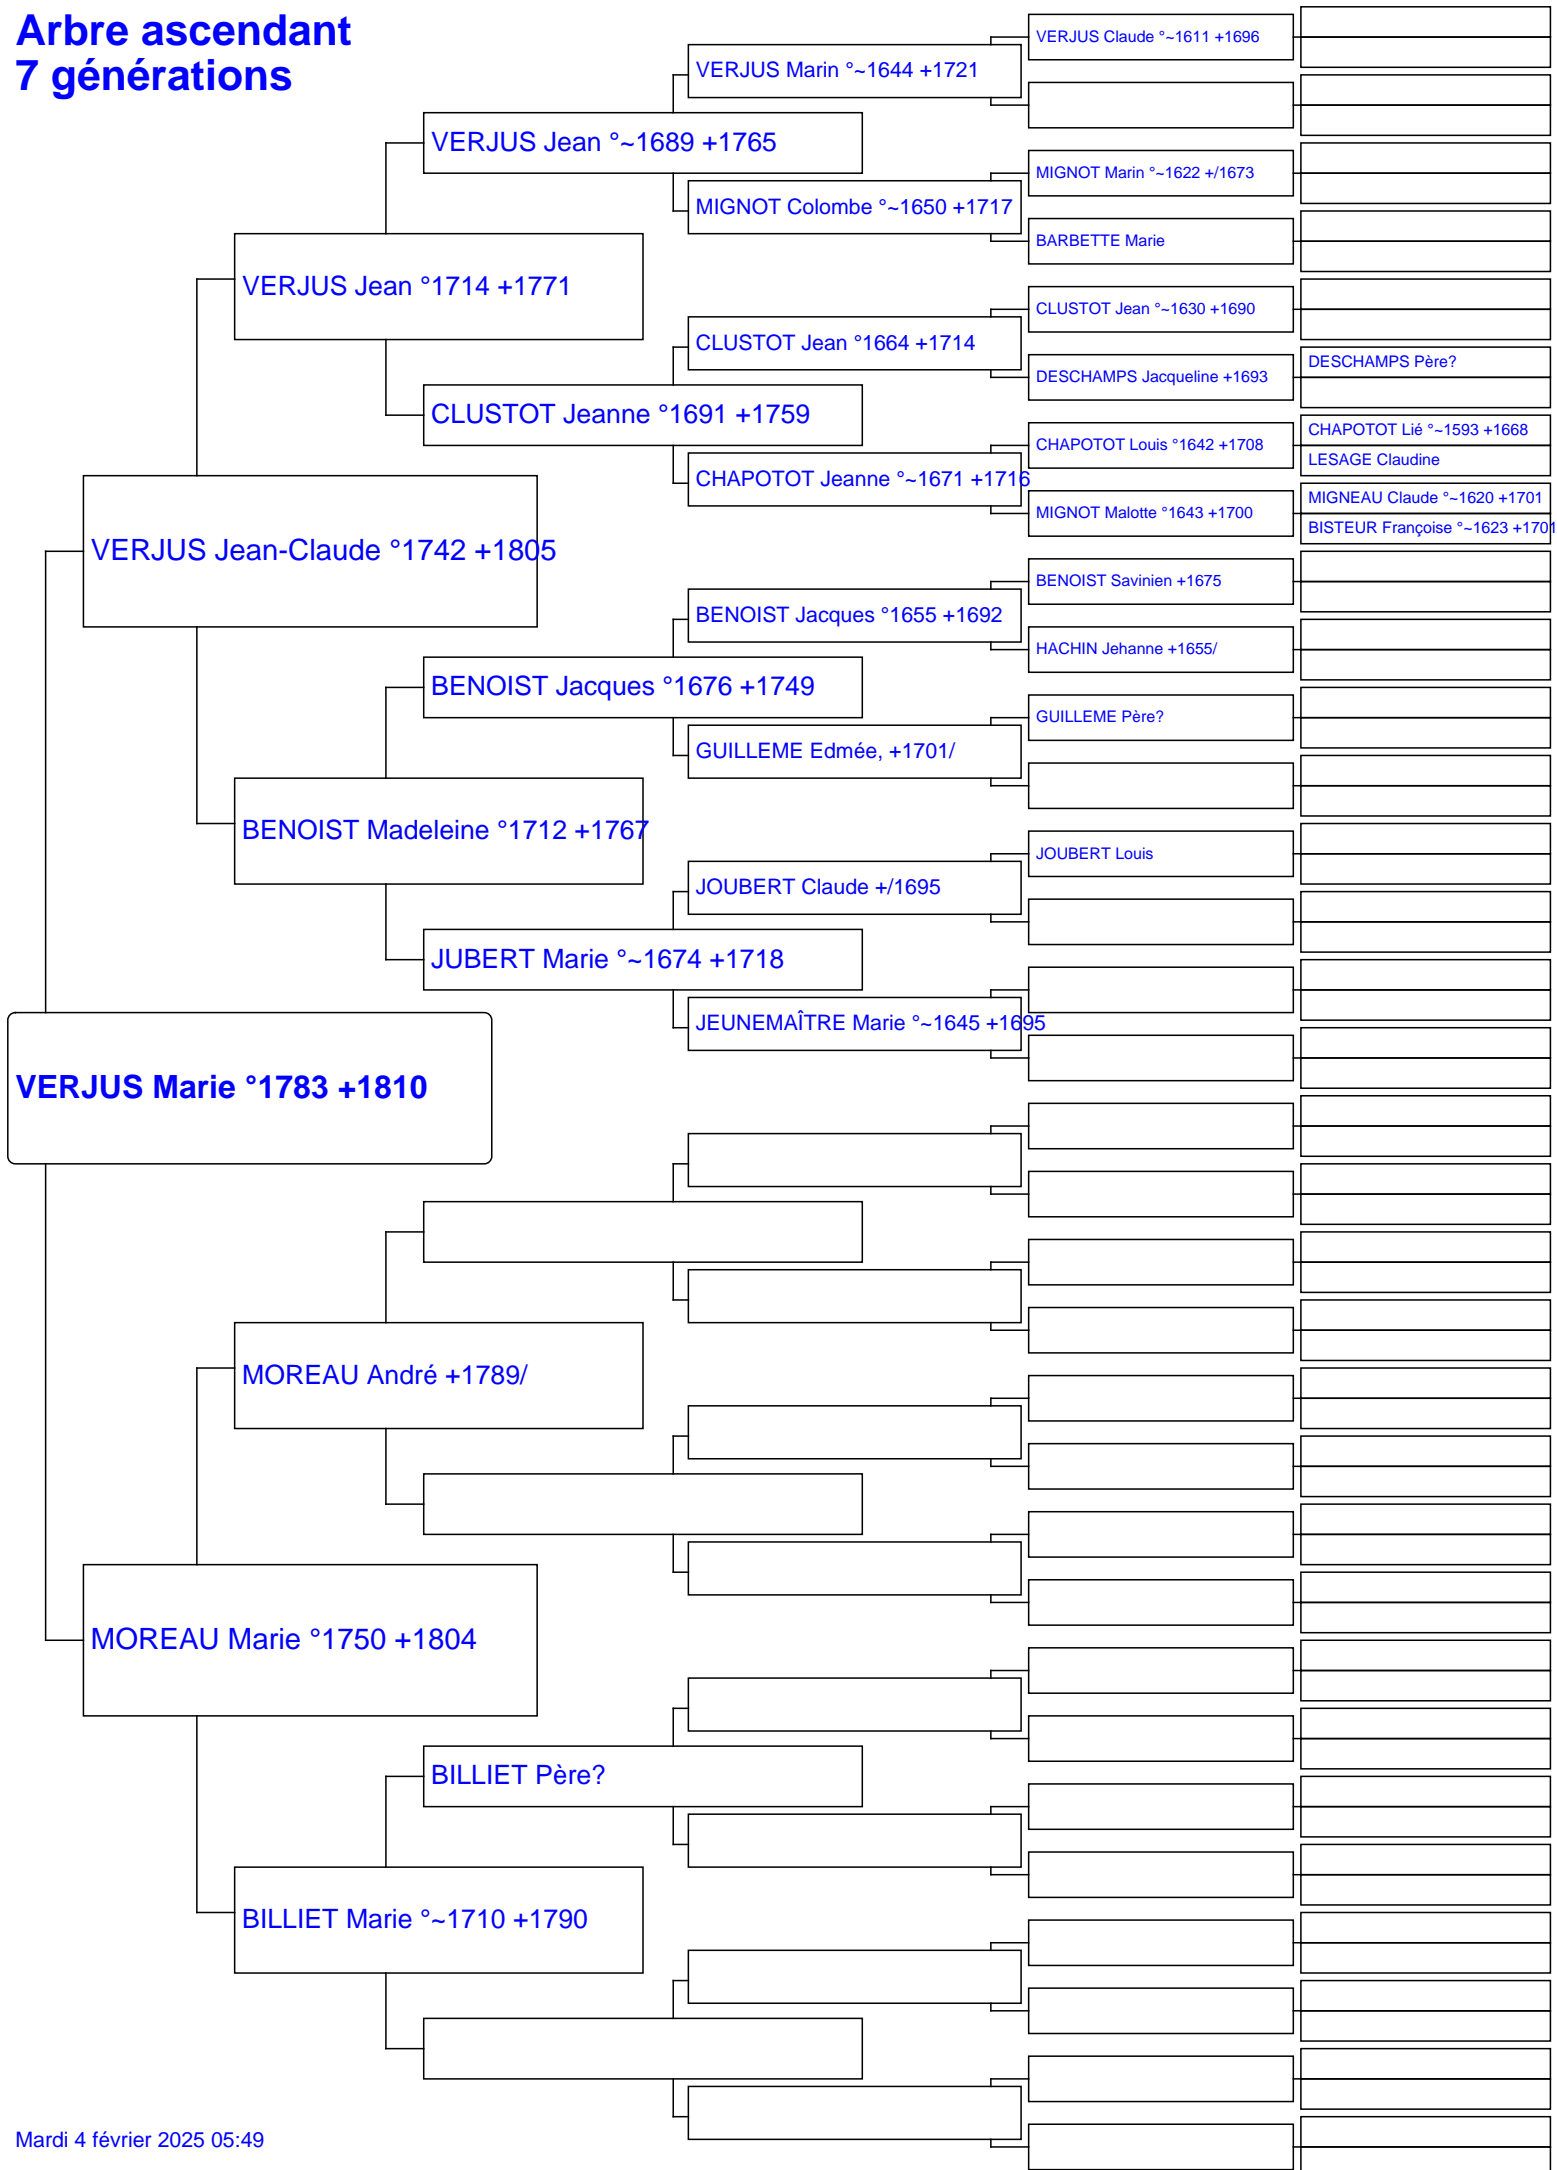 Arbre ascendant
7 générations
VERJUS Claude °~1611 +1696
VERJUS Marin °~1644 +1721
VERJUS Jean °~1689 +1765
MIGNOT Marin °~1622 +/1673
MIGNOT Colombe °~1650 +1717
BARBETTE Marie
VERJUS Jean °1714 +1771
CLUSTOT Jean °~1630 +1690
CLUSTOT Jean °1664 +1714
DESCHAMPS Père?
DESCHAMPS Jacqueline +1693
CLUSTOT Jeanne °1691 +1759
CHAPOTOT Lié °~1593 +1668
CHAPOTOT Louis °1642 +1708
LESAGE Claudine
CHAPOTOT Jeanne °~1671 +1716
MIGNEAU Claude °~1620 +1701
MIGNOT Malotte °1643 +1700
BISTEUR Françoise °~1623 +1701
VERJUS Jean-Claude °1742 +1805
BENOIST Savinien +1675
BENOIST Jacques °1655 +1692
HACHIN Jehanne +1655/
BENOIST Jacques °1676 +1749
GUILLEME Père?
GUILLEME Edmée, +1701/
BENOIST Madeleine °1712 +1767
JOUBERT Louis
JOUBERT Claude +/1695
JUBERT Marie °~1674 +1718
JEUNEMAÎTRE Marie °~1645 +1695
VERJUS Marie °1783 +1810
MOREAU André +1789/
MOREAU Marie °1750 +1804
BILLIET Père?
BILLIET Marie °~1710 +1790
Mardi 4 février 2025 05:49